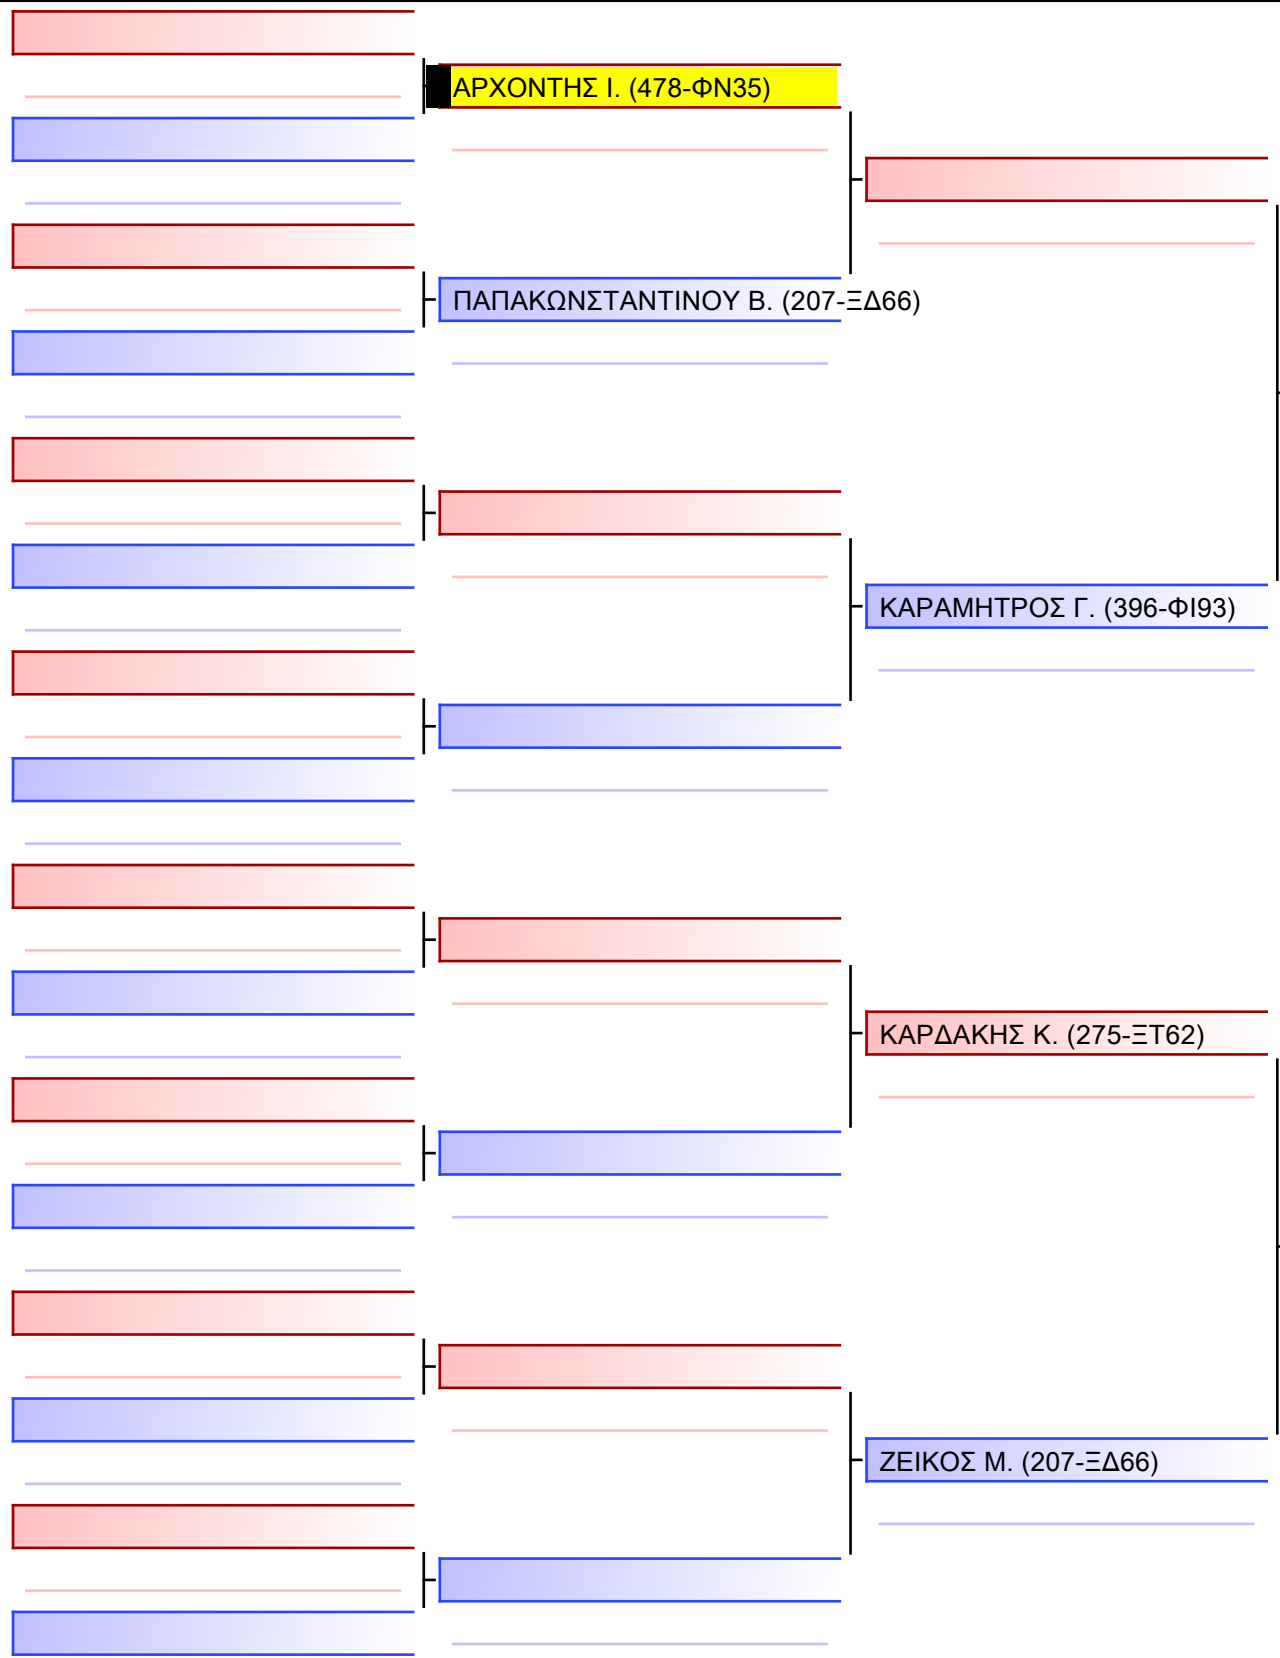 ΑΡΧΟΝΤΗΣ Ι. (478-ΦΝ35)
ΠΑΠΑΚΩΝΣΤΑΝΤΙΝΟΥ Β. (207-ΞΔ66)
ΚΑΡΑΜΗΤΡΟΣ Γ. (396-ΦΙ93)
ΚΑΡΔΑΚΗΣ Κ. (275-ΞΤ62)
ΖΕΙΚΟΣ Μ. (207-ΞΔ66)